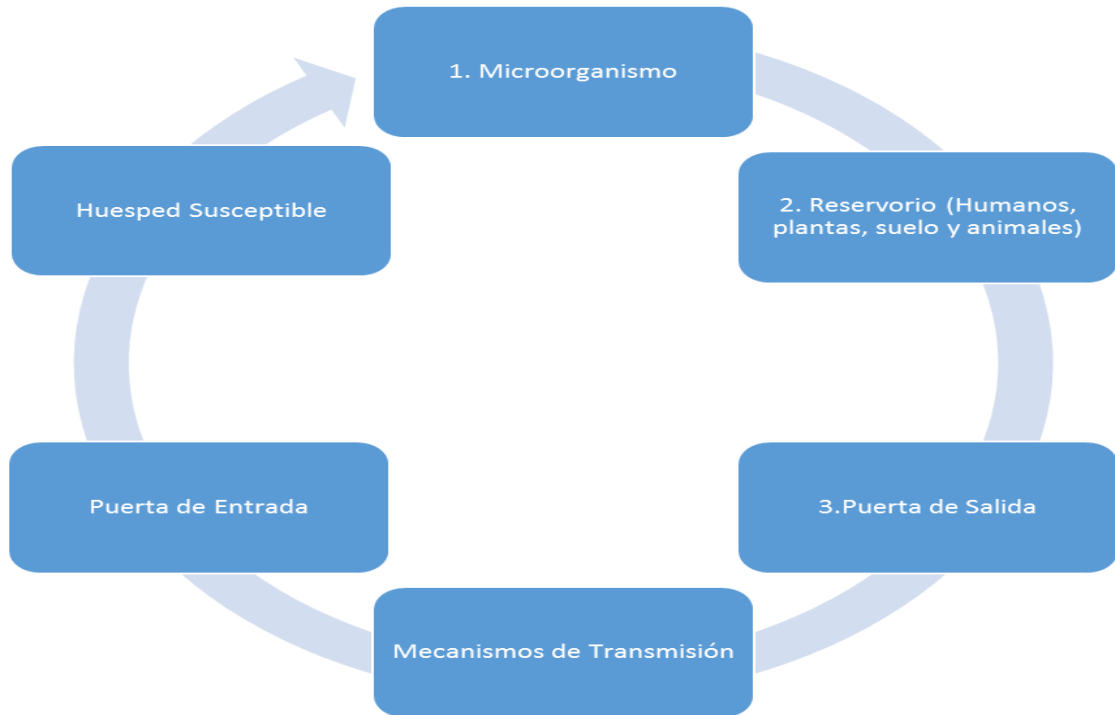 1. Microorganismo
2. Reservorio (Humanos,
plantas, suelo y animales)
3.Puerta de Salida
Mecanismos de Transmisión
Puerta de Entrada
Huesped Susceptible